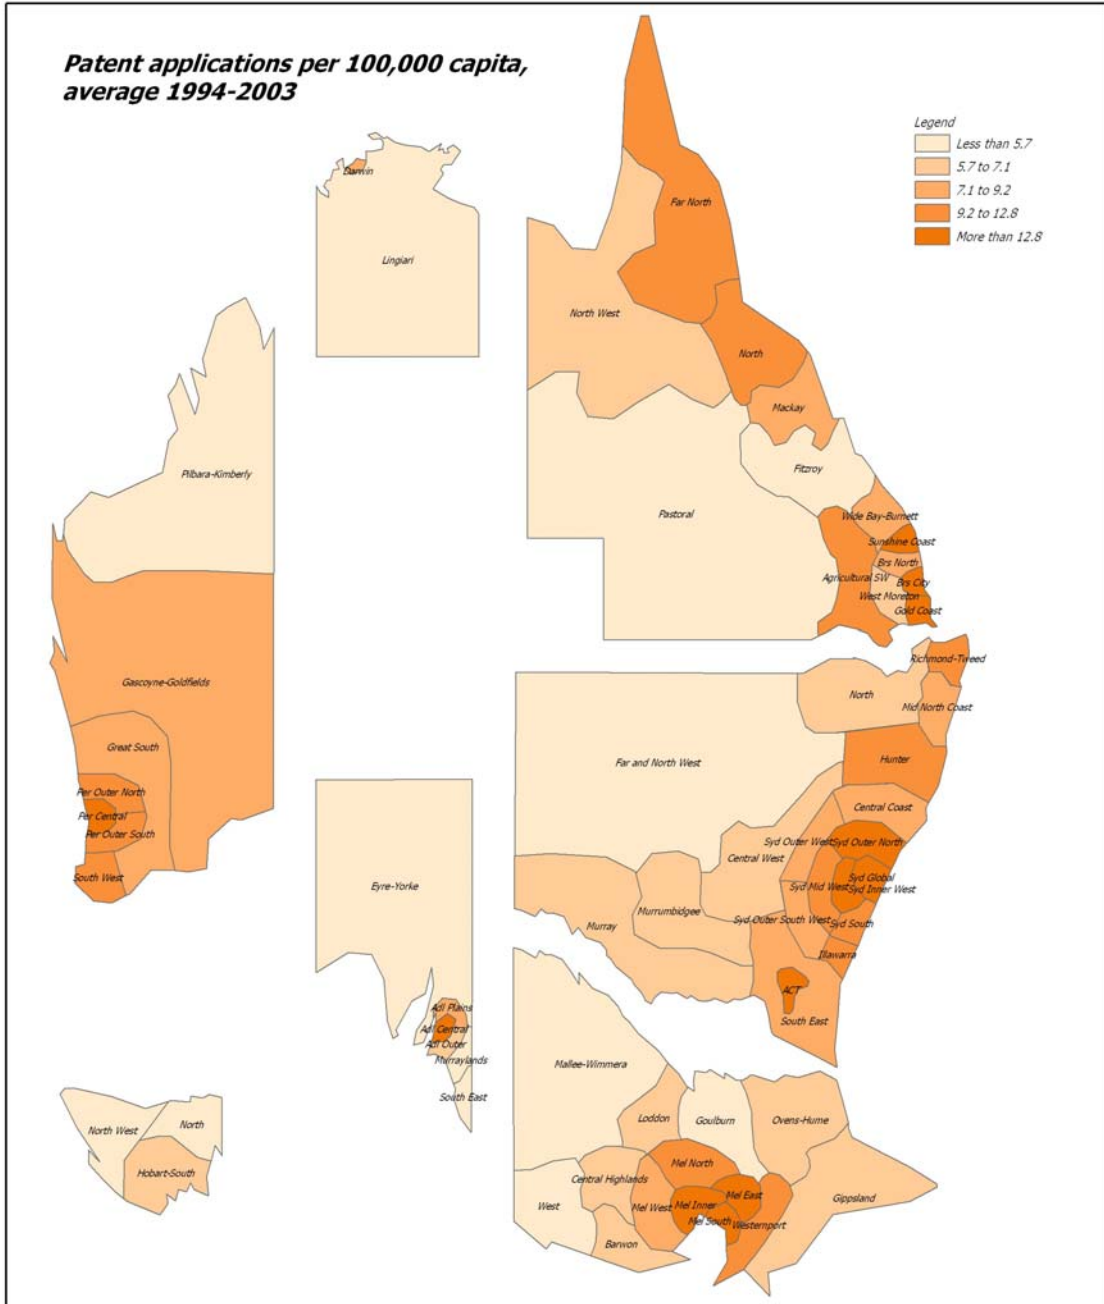 Patent applications per 100,000 capita,
average 1994-2003
Legend
Less than 5.7
5.7 to 7.1
7.1 to 9.2
9.2 to 12.8
More than 12.8
Darwin
Lingiari
Far North
North West
North
Mackay
Fitzroy
Pastoral
Wide Bay-Burnett
Sunshine Coast
Brs North
Agricultural SW
Brs City
West Moreton
Gold Coast
Pilbara-Kimberly
Gascoyne-Goldfields
Great South
Per Outer North
Per Central
Per Outer South
South West
Richmond-Tweed
North
Mid North Coast
Far and North West
Hunter
Central Coast
Syd Outer West
Syd Outer North
Central West
Syd Global
Syd Mid West
Syd Inner West
Murrumbidgee
Syd Outer South West
Syd South
Murray
Illawarra
ACT
South East
Eyre-Yorke
Adl Plains
Adl Central
Adl Outer
Murraylands
South East
Mallee-Wimmera
Loddon
Goulburn
Ovens-Hume
Mel North
Central Highlands
Gippsland
Mel East
West
Mel West
Mel Inner
Mel South
Westernport
Barwon
North West
North
Hobart-South